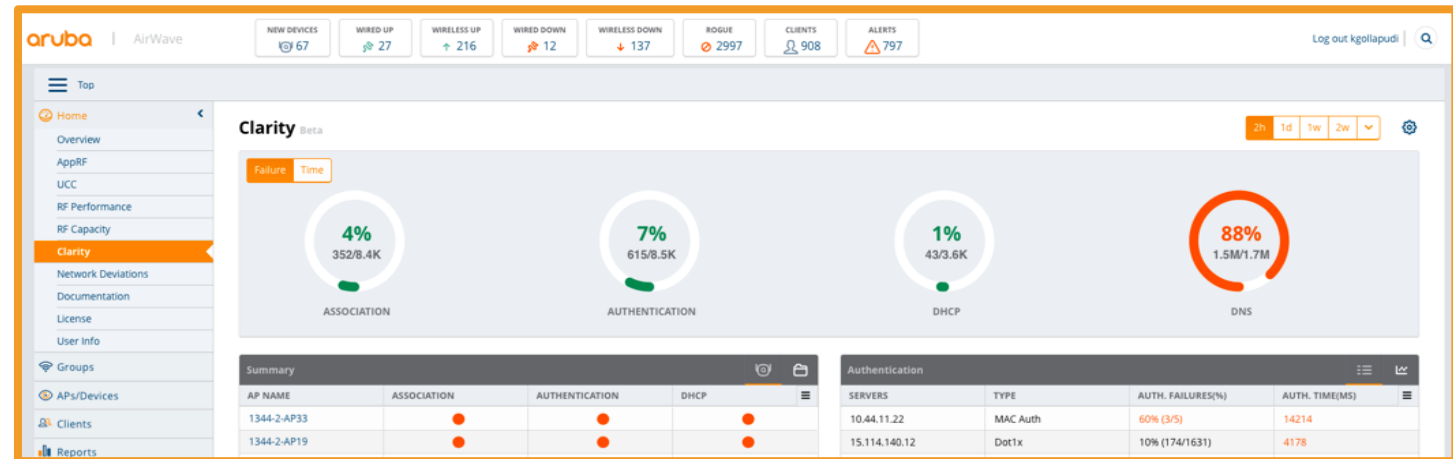 aruba | AirWave
NEW DEVICES
67
WIRED UP
27
WIRELESS UP
216
WIRED DOWN
12
WIRELESS DOWN
137
ROGUE
2997
CLIENTS
908
ALERTS
797
Log out kgollapudi |
Top
Home
Overview
AppRF
UCC
RF Performance
RF Capacity
Clarity
Network Deviations
Documentation
License
User Info
Groups
APs/Devices
Clients
Reports
Clarity Beta
2h 1d 1w 2w
Failure Time
4%
352/8.4K
ASSOCIATION
7%
615/8.5K
AUTHENTICATION
1%
43/3.6K
DHCP
88%
1.5M/1.7M
DNS
Summary
AP NAME ASSOCIATION AUTHENTICATION DHCP
1344-2-AP33
1344-2-AP19
Authentication
SERVERS TYPE AUTH. FAILURES(%) AUTH. TIME(MS)
10.44.11.22 MAC Auth 60% (3/5) 14214
15.114.140.12 Dot1x 10% (174/1631) 4178